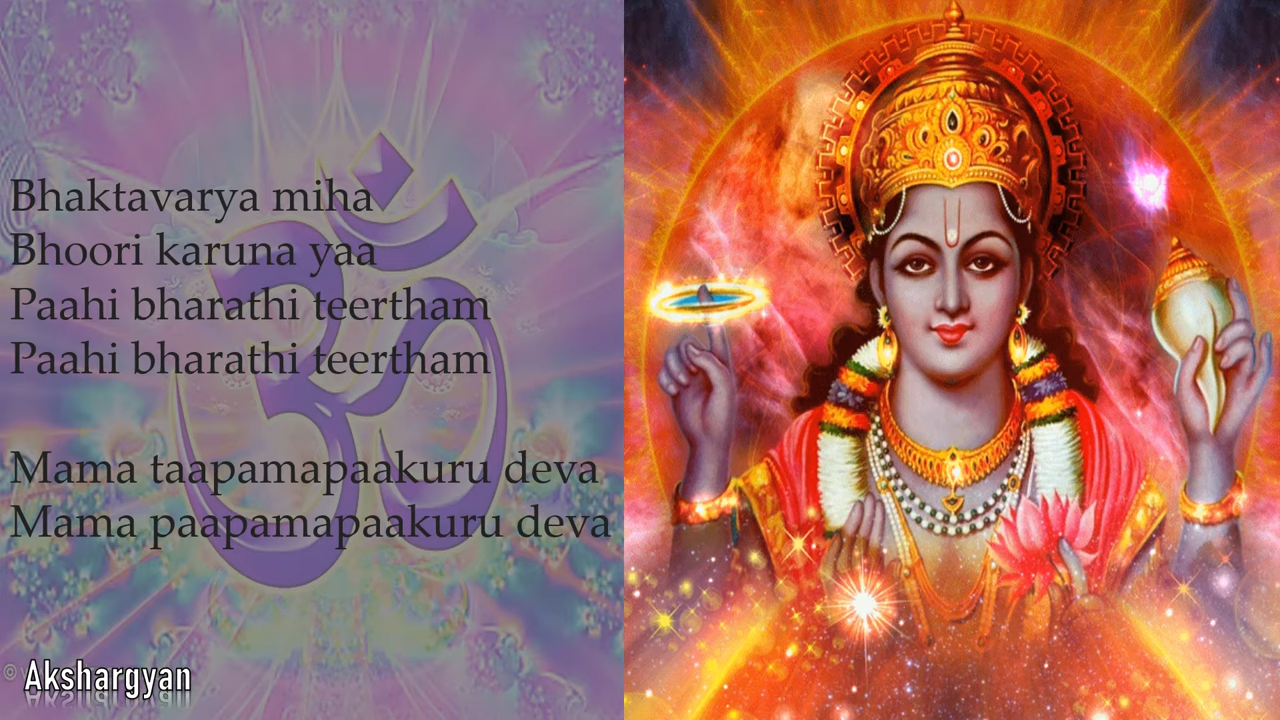 Bhaktavarya miha
Bhoori karuna yaa
Paahi bharathi teertham
Paahi bharathi teertham
Mama taapamapaakuru deva
Mama paapamapaakuru deva
ॐ
© Akshargyan